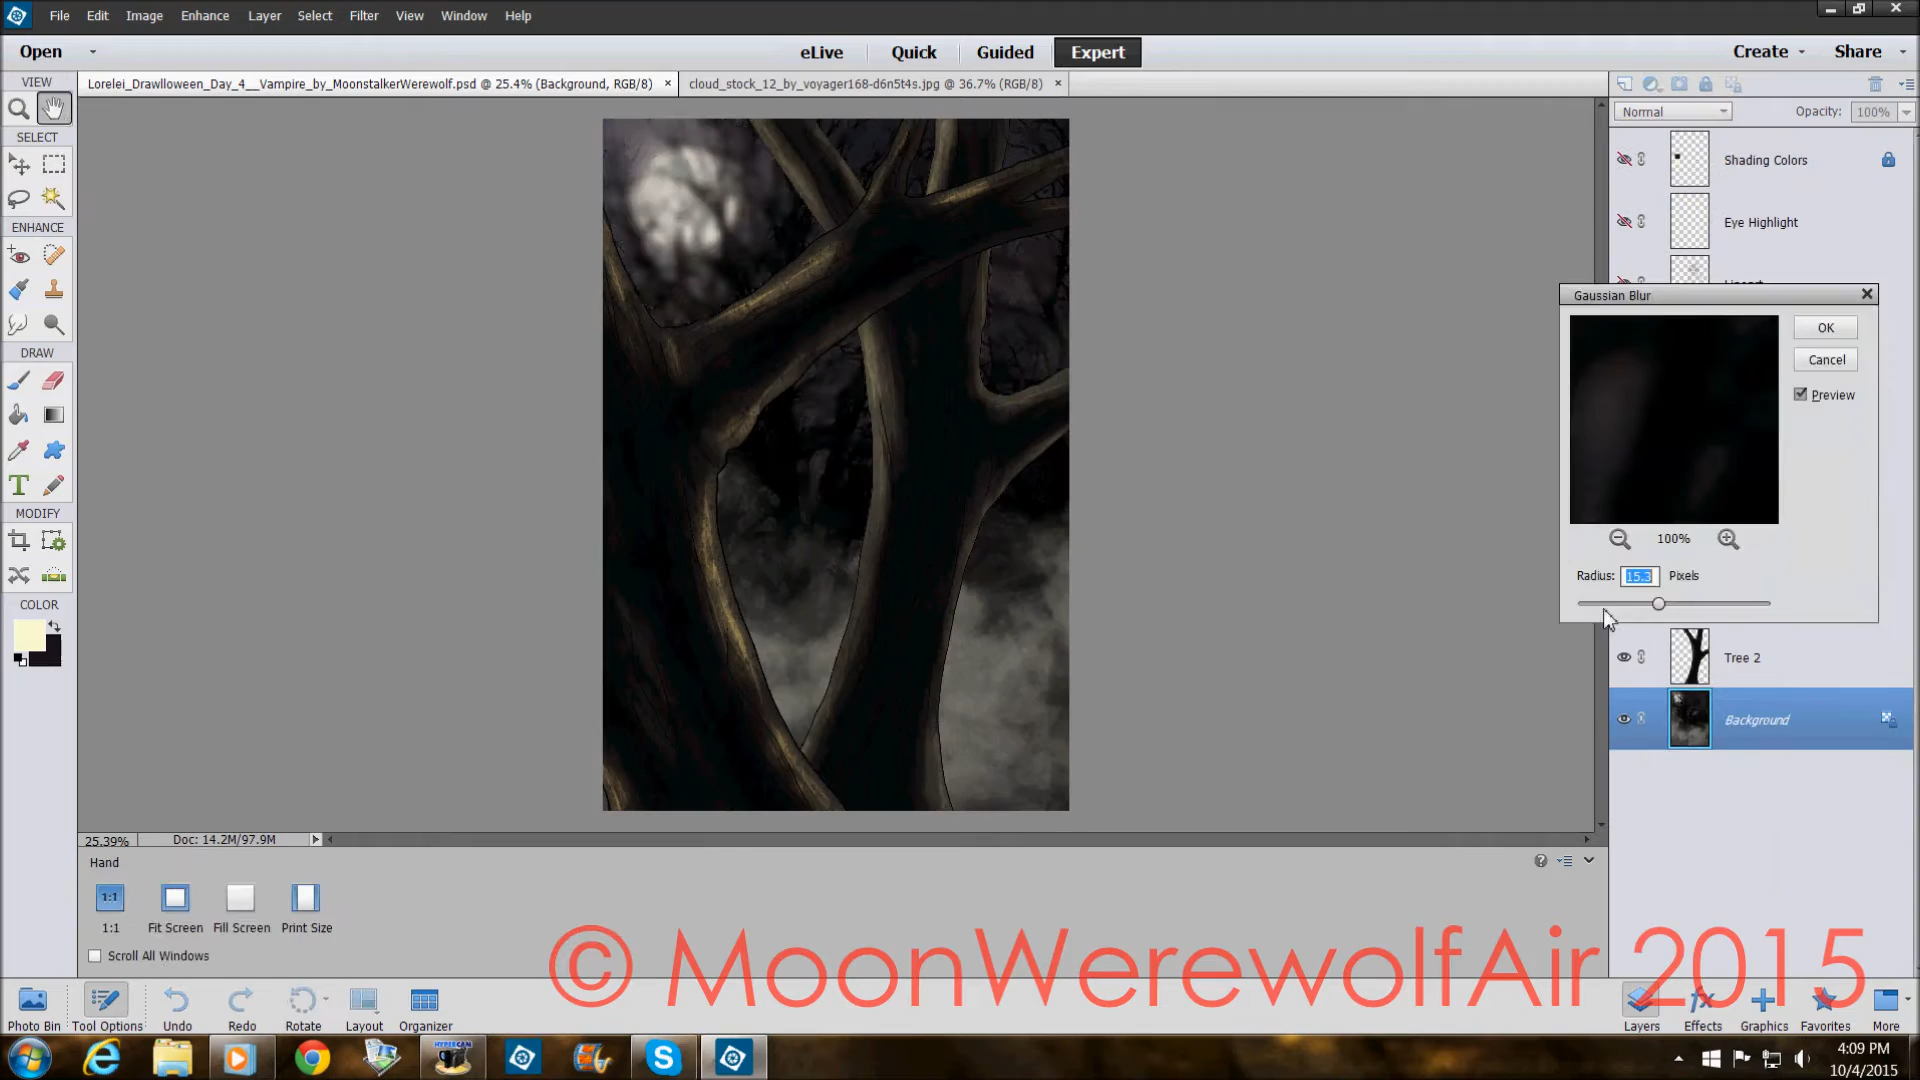 File Edit Image Enhance Layer Select Filter View Window Help
Open eLive Quick Guided Expert Create Share
VIEW
Lorelei_Drawlloween_Day_4__Vampire_by_MoonstalkerWerewolf.psd @ 25.4% (Background, RGB/8) × cloud_stock_12_by_voyager168-d6n5t4s.jpg @ 36.7% (RGB/8) ×
Normal Opacity: 100%
SELECT
Shading Colors
ENHANCE
Eye Highlight
Gaussian Blur
OK
Cancel
Preview
DRAW
100%
Radius: 15.3 Pixels
MODIFY
COLOR
Tree 2
Background
25.39% Doc: 14.2M/97.9M
Hand
1:1
1:1 Fit Screen Fill Screen Print Size
Scroll All Windows
© MoonWerewolfAir 2015
Photo Bin Tool Options Undo Redo Rotate Layout Organizer Layers Effects Graphics Favorites More
HYPERCAM
4:09 PM
10/4/2015